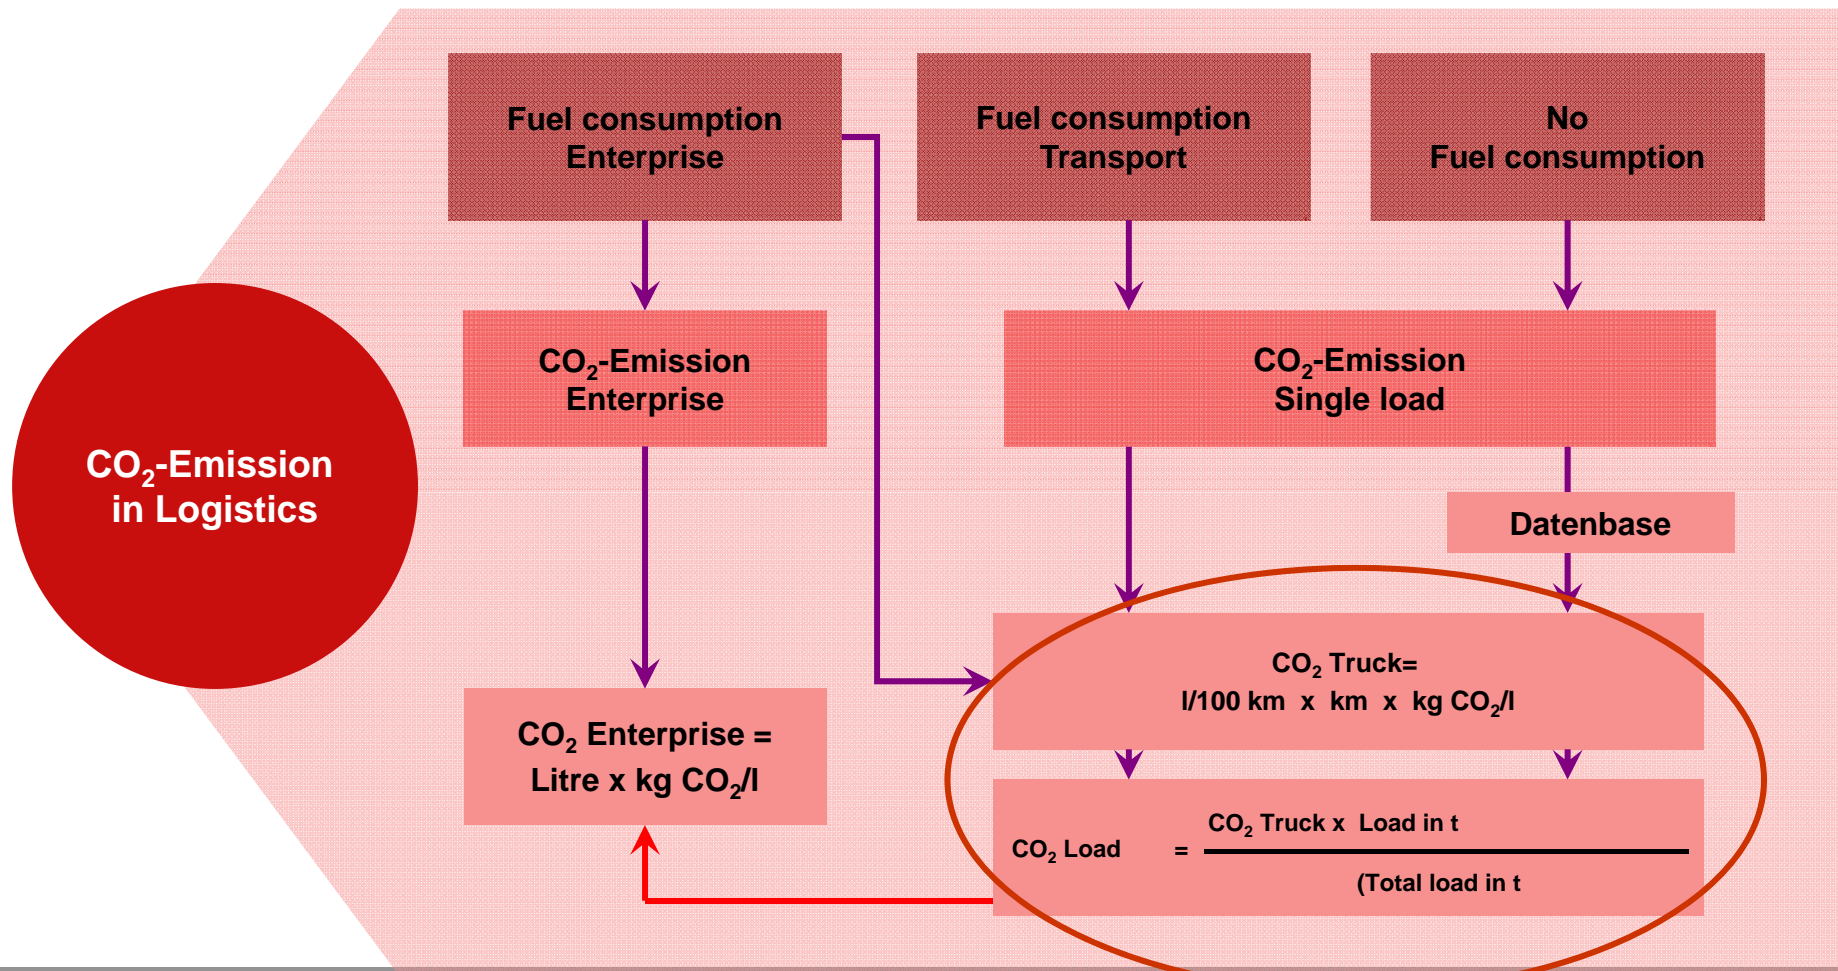 Fuel consumption
Enterprise
Fuel consumption
Transport
No
Fuel consumption
CO₂-Emission
Enterprise
CO₂-Emission
Single load
CO₂-Emission
in Logistics
Datenbase
CO₂ Truck=
l/100 km x km x kg CO₂/l
CO₂ Enterprise =
Litre x kg CO₂/l
CO₂ Truck x Load in t
CO₂ Load =
(Total load in t